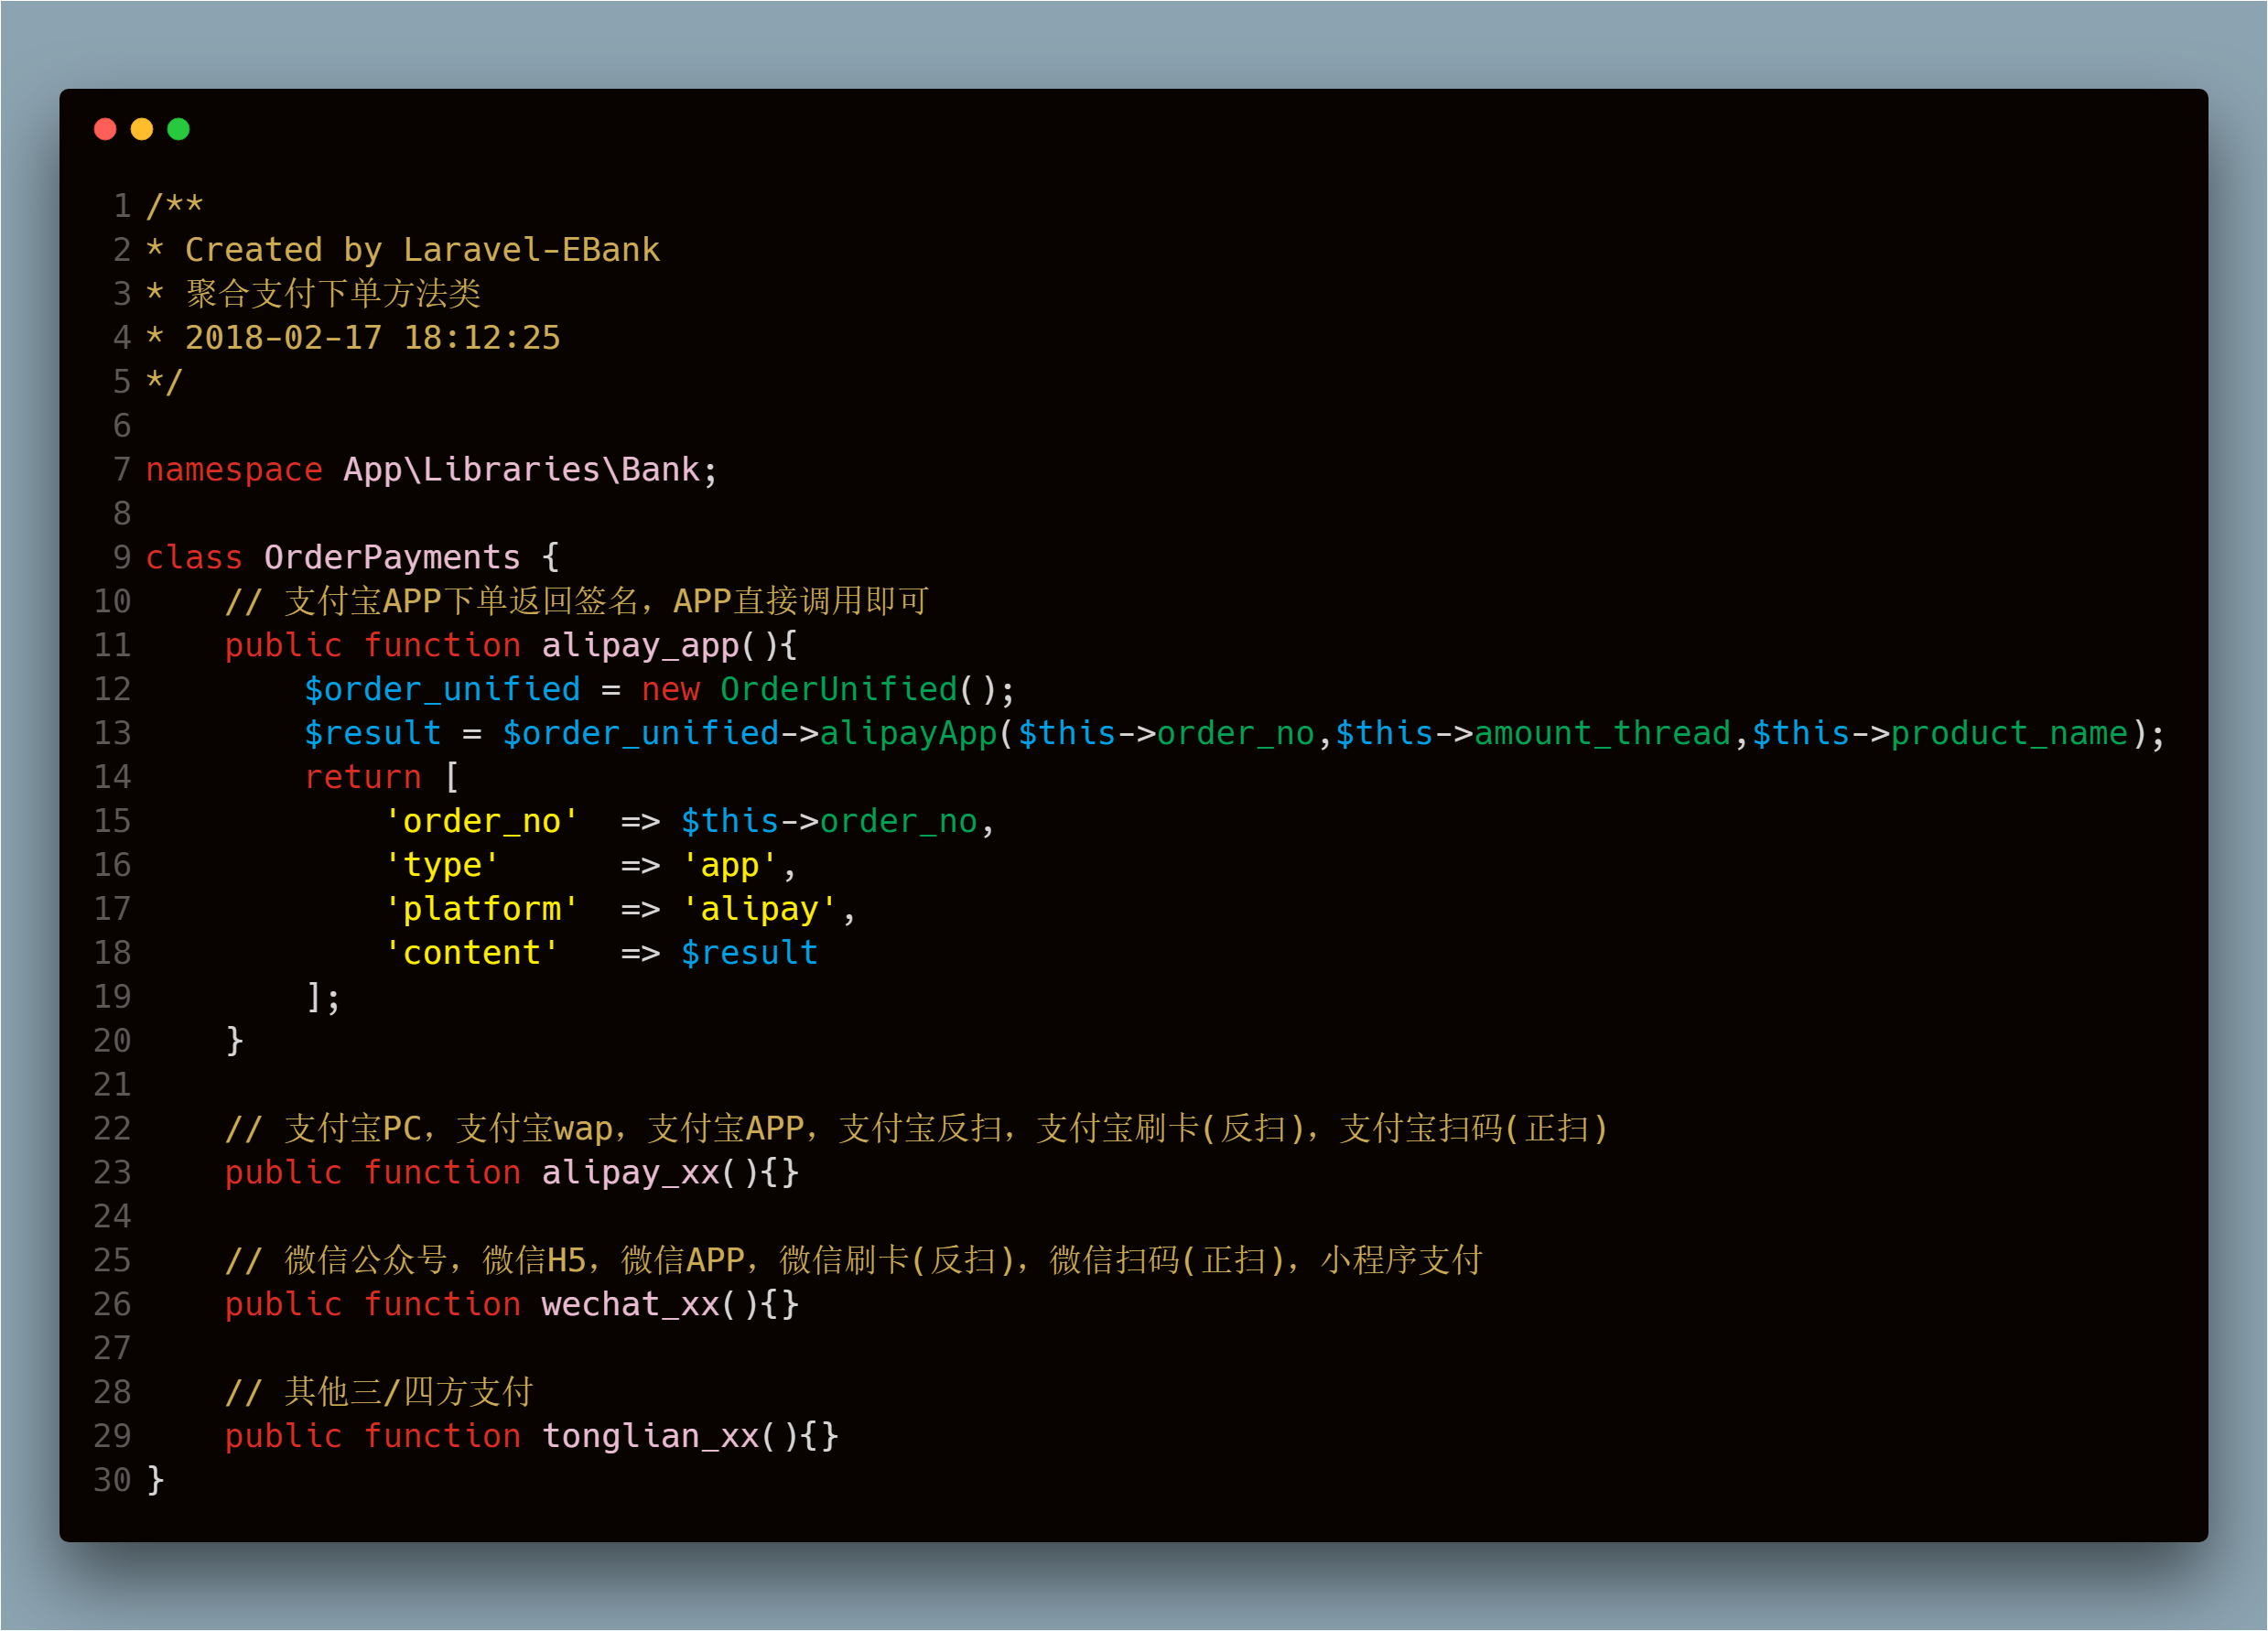 1 /**
2 * Created by Laravel-EBank
3 * 聚合支付下单方法类
4 * 2018-02-17 18:12:25
5 */
6
7 namespace App\Libraries\Bank;
8
9 class OrderPayments {
10     // 支付宝APP下单返回签名，APP直接调用即可
11     public function alipay_app(){
12         $order_unified = new OrderUnified();
13         $result = $order_unified->alipayApp($this->order_no,$this->amount_thread,$this->product_name);
14         return [
15             'order_no'  => $this->order_no,
16             'type'      => 'app',
17             'platform'  => 'alipay',
18             'content'   => $result
19         ];
20     }
21
22     // 支付宝PC，支付宝wap，支付宝APP，支付宝反扫，支付宝刷卡(反扫)，支付宝扫码(正扫)
23     public function alipay_xx(){}
24
25     // 微信公众号，微信H5，微信APP，微信刷卡(反扫)，微信扫码(正扫)，小程序支付
26     public function wechat_xx(){}
27
28     // 其他三/四方支付
29     public function tonglian_xx(){}
30 }